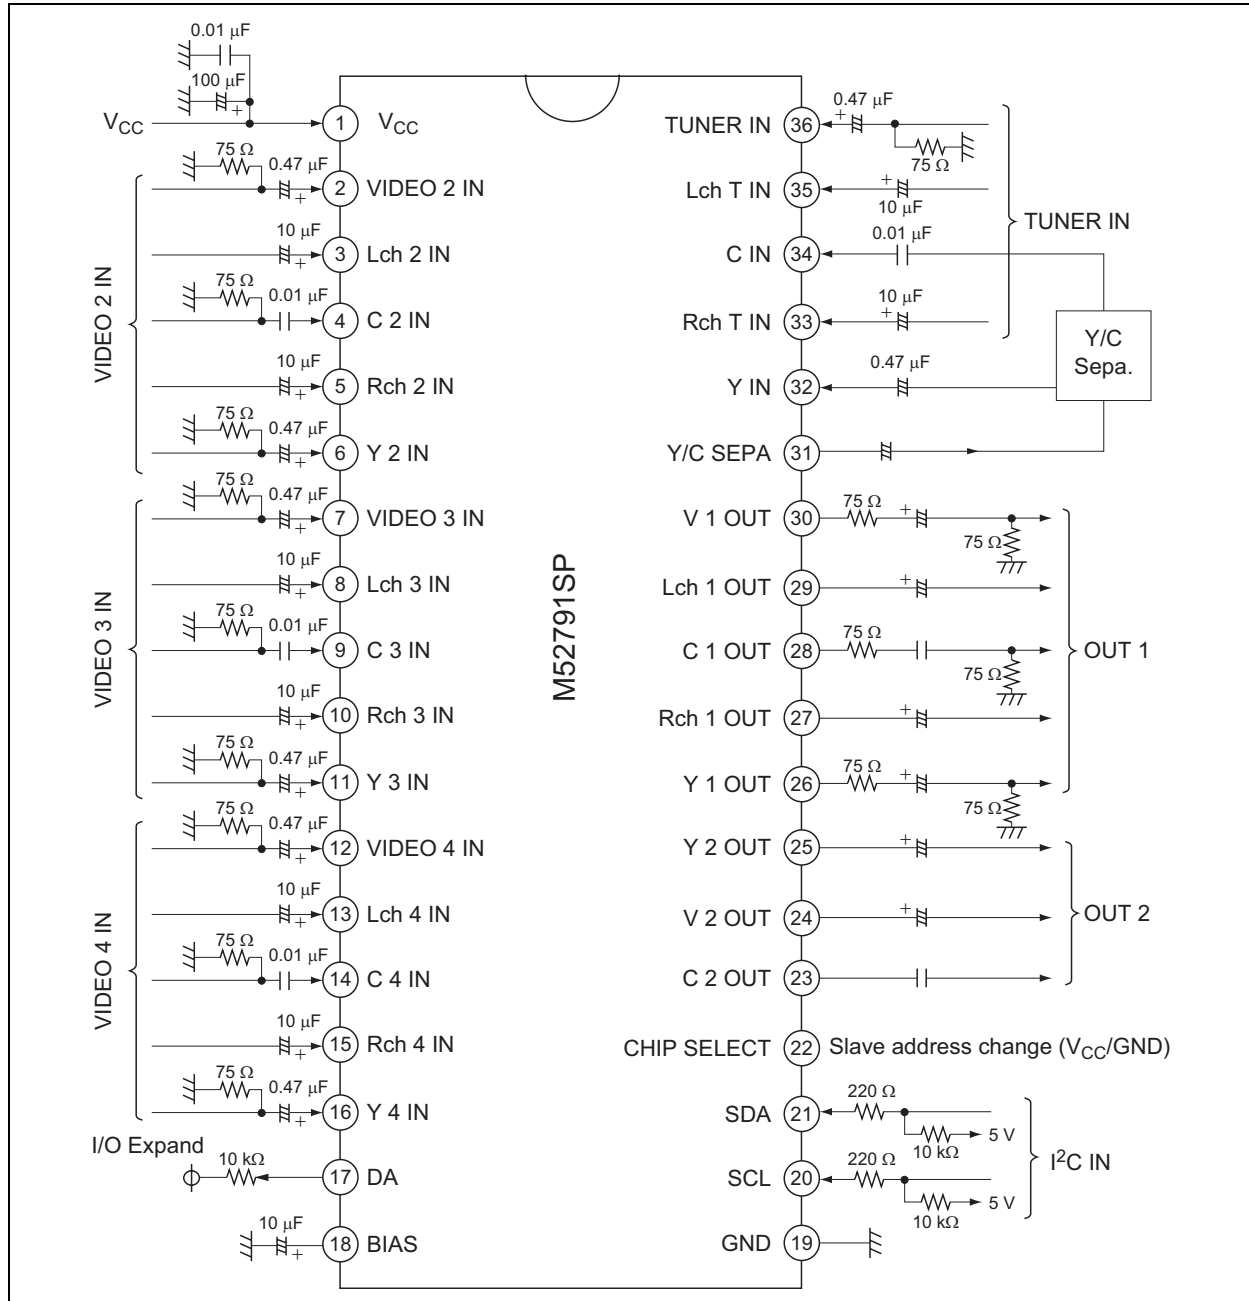 0.01 µF
100 µF
+
V_CC
1
V_CC
75 Ω
0.47 µF
+
2
VIDEO 2 IN
10 µF
+
3
Lch 2 IN
75 Ω
0.01 µF
4
C 2 IN
10 µF
+
5
Rch 2 IN
75 Ω
0.47 µF
+
6
Y 2 IN
VIDEO 2 IN
75 Ω
0.47 µF
+
7
VIDEO 3 IN
10 µF
+
8
Lch 3 IN
75 Ω
0.01 µF
9
C 3 IN
10 µF
+
10
Rch 3 IN
75 Ω
0.47 µF
+
11
Y 3 IN
VIDEO 3 IN
75 Ω
0.47 µF
+
12
VIDEO 4 IN
10 µF
+
13
Lch 4 IN
75 Ω
0.01 µF
14
C 4 IN
10 µF
+
15
Rch 4 IN
75 Ω
0.47 µF
+
16
Y 4 IN
VIDEO 4 IN
I/O Expand
10 kΩ
17
DA
10 µF
+
18
BIAS
M52791SP
TUNER IN
36
0.47 µF
+
75 Ω
Lch T IN
35
+
10 µF
C IN
34
0.01 µF
Rch T IN
33
10 µF
+
TUNER IN
Y IN
32
0.47 µF
Y/C
Sepa.
Y/C SEPA
31
V 1 OUT
30
75 Ω
+
75 Ω
Lch 1 OUT
29
+
C 1 OUT
28
75 Ω
75 Ω
Rch 1 OUT
27
+
Y 1 OUT
26
75 Ω
+
75 Ω
OUT 1
Y 2 OUT
25
+
V 2 OUT
24
+
C 2 OUT
23
OUT 2
CHIP SELECT
22
Slave address change (V_CC/GND)
SDA
21
220 Ω
10 kΩ
5 V
SCL
20
220 Ω
10 kΩ
5 V
I²C IN
GND
19